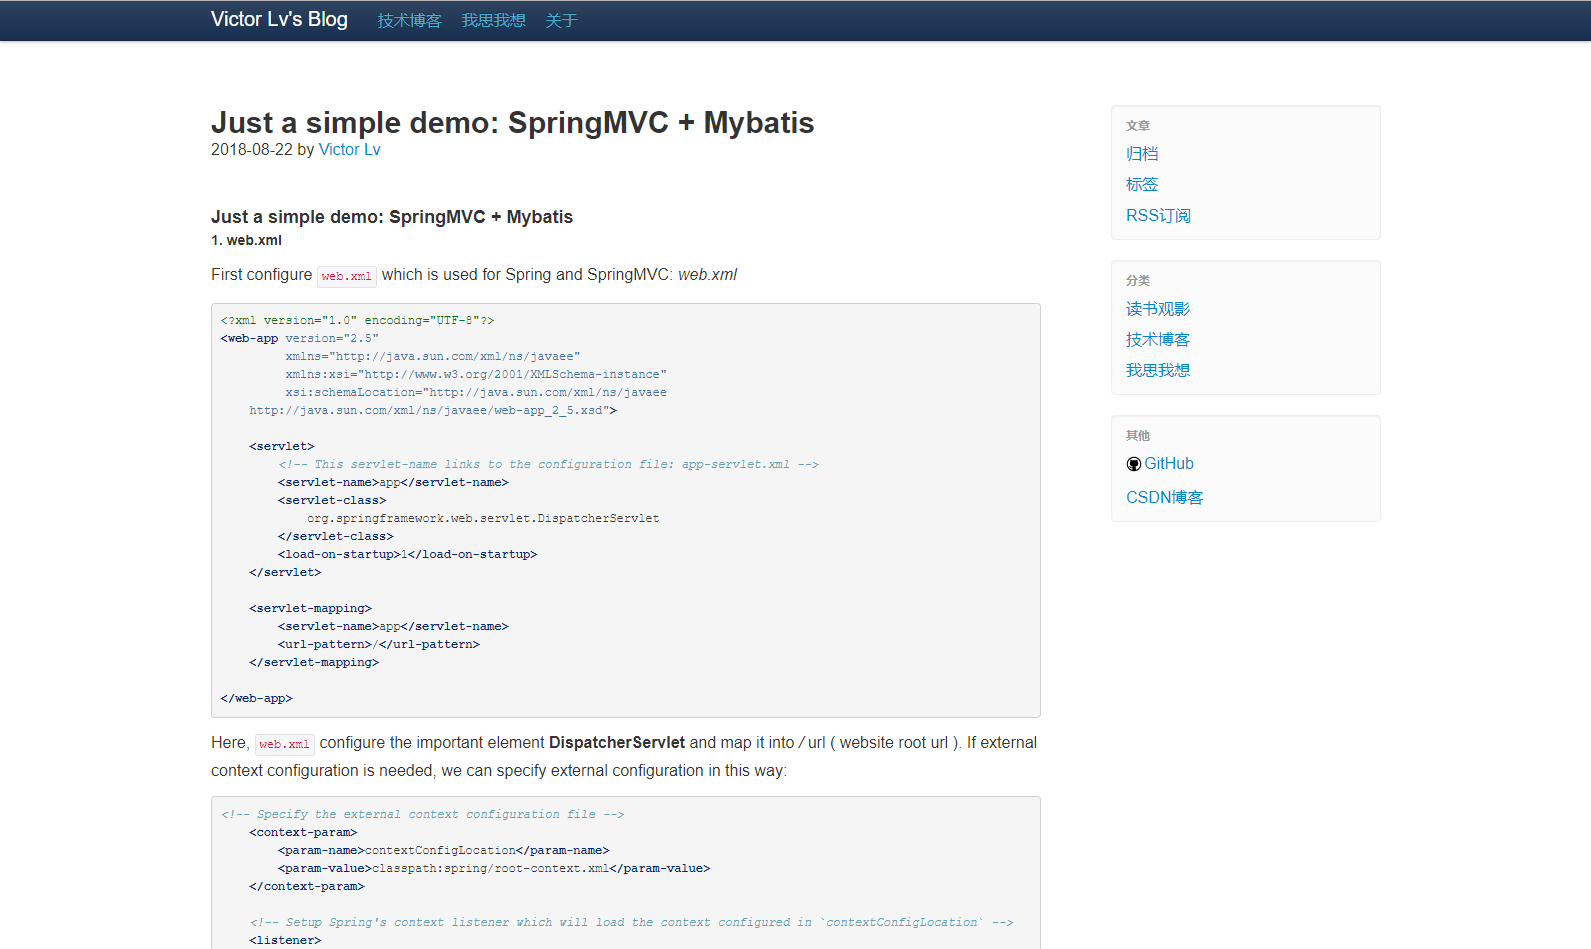 Victor Lv's Blog 技术博客 我思我想 关于
Just a simple demo: SpringMVC + Mybatis
2018-08-22 by Victor Lv
Just a simple demo: SpringMVC + Mybatis
1. web.xml
First configure web.xml which is used for Spring and SpringMVC: web.xml
<?xml version="1.0" encoding="UTF-8"?>
<web-app version="2.5"
         xmlns="http://java.sun.com/xml/ns/javaee"
         xmlns:xsi="http://www.w3.org/2001/XMLSchema-instance"
         xsi:schemaLocation="http://java.sun.com/xml/ns/javaee
    http://java.sun.com/xml/ns/javaee/web-app_2_5.xsd">
    <servlet>
        <!-- This servlet-name links to the configuration file: app-servlet.xml -->
        <servlet-name>app</servlet-name>
        <servlet-class>
            org.springframework.web.servlet.DispatcherServlet
        </servlet-class>
        <load-on-startup>1</load-on-startup>
    </servlet>
    <servlet-mapping>
        <servlet-name>app</servlet-name>
        <url-pattern>/</url-pattern>
    </servlet-mapping>
</web-app>
Here, web.xml configure the important element DispatcherServlet and map it into / url ( website root url ). If external
context configuration is needed, we can specify external configuration in this way:
<!-- Specify the external context configuration file -->
    <context-param>
        <param-name>contextConfigLocation</param-name>
        <param-value>classpath:spring/root-context.xml</param-value>
    </context-param>
    <!-- Setup Spring's context listener which will load the context configured in `contextConfigLocation` -->
    <listener>
文章
归档
标签
RSS订阅
分类
读书观影
技术博客
我思我想
其他
GitHub
CSDN博客